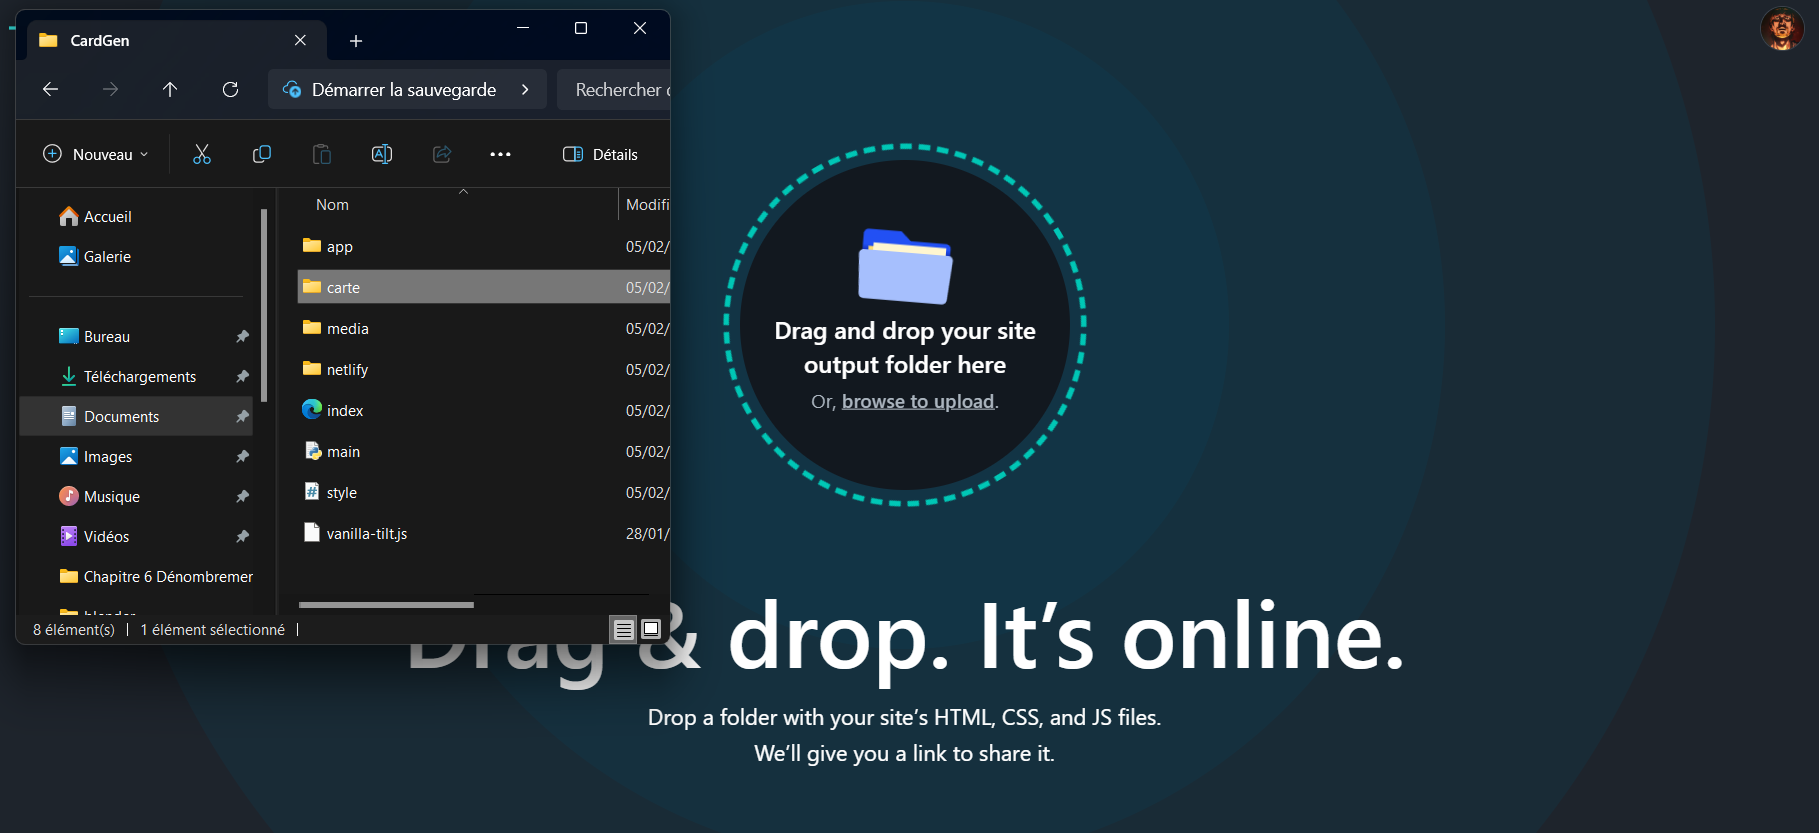 CardGen
Démarrer la sauvegarde
Rechercher
Nouveau
Détails
Accueil
Galerie
Bureau
Téléchargements
Documents
Images
Musique
Vidéos
Chapitre 6 Dénombremer
Nom
Modifi
app
05/02/
carte
05/02/
media
05/02/
netlify
05/02/
index
05/02/
main
05/02/
style
05/02/
vanilla-tilt.js
28/01/
8 élément(s)
1 élément sélectionné
Drag and drop your site
output folder here
Or, browse to upload.
Drag & drop. It’s online.
Drop a folder with your site’s HTML, CSS, and JS files.
We’ll give you a link to share it.